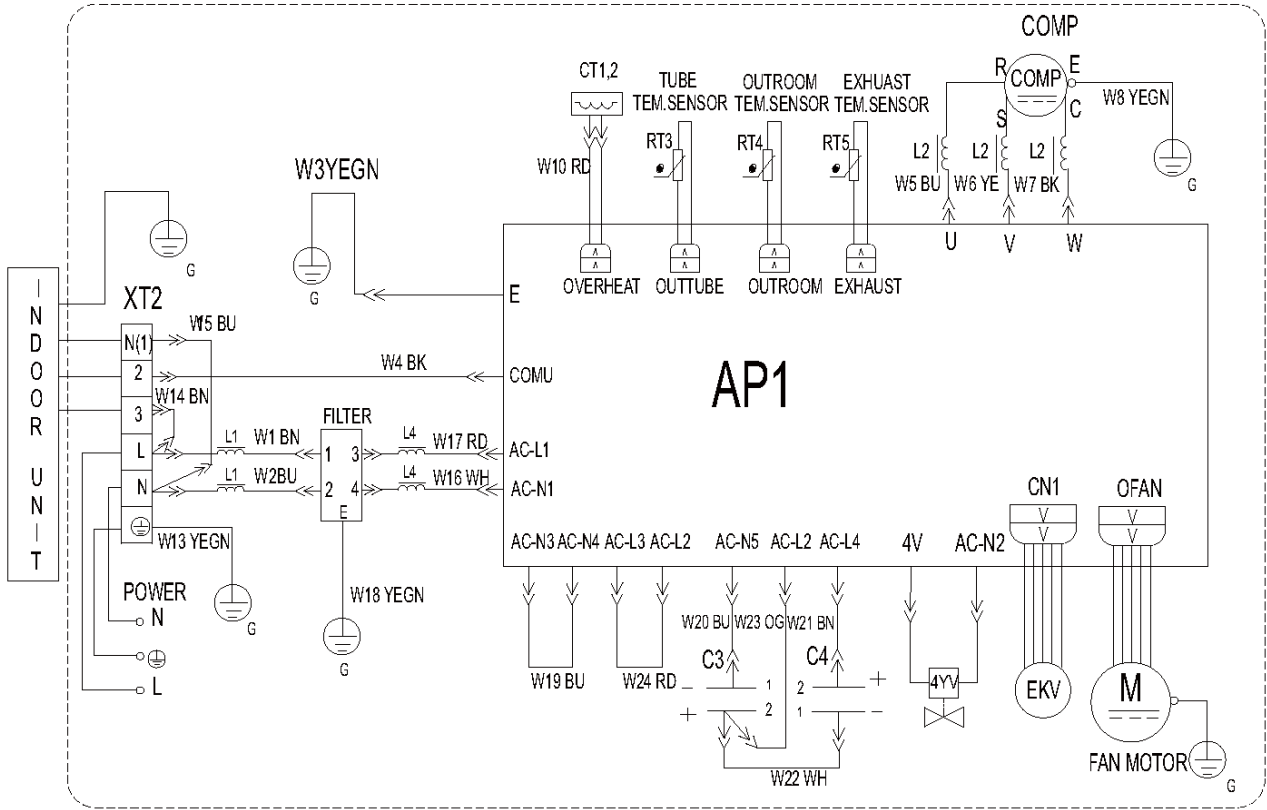 COMP
CT1,2
TUBE
TEM.SENSOR
OUTROOM
TEM.SENSOR
EXHUAST
TEM.SENSOR
R
COMP
E
S
C
W8 YEGN
G
RT3
RT4
RT5
L2
L2
L2
W10 RD
W5 BU
W6 YE
W7 BK
U
V
W
W3YEGN
G
G
OVERHEAT
OUTTUBE
OUTROOM
EXHAUST
E
INDOOR UNIT
XT2
N(1)
W15 BU
2
W4 BK
COMU
AP1
W14 BN
3
FILTER
L
L1
W1 BN
1
3
L4
W17 RD
AC-L1
N
L1
W2BU
2
4
L4
W16 WH
AC-N1
E
W13 YEGN
G
W18 YEGN
G
POWER
N
L
AC-N3
AC-N4
AC-L3
AC-L2
AC-N5
AC-L2
AC-L4
4V
AC-N2
CN1
OFAN
W19 BU
W24 RD
W20 BU
W23 OG
W21 BN
C3
C4
-
1
+
2
2
+
1
-
W22 WH
4YV
EKV
M
FAN MOTOR
G